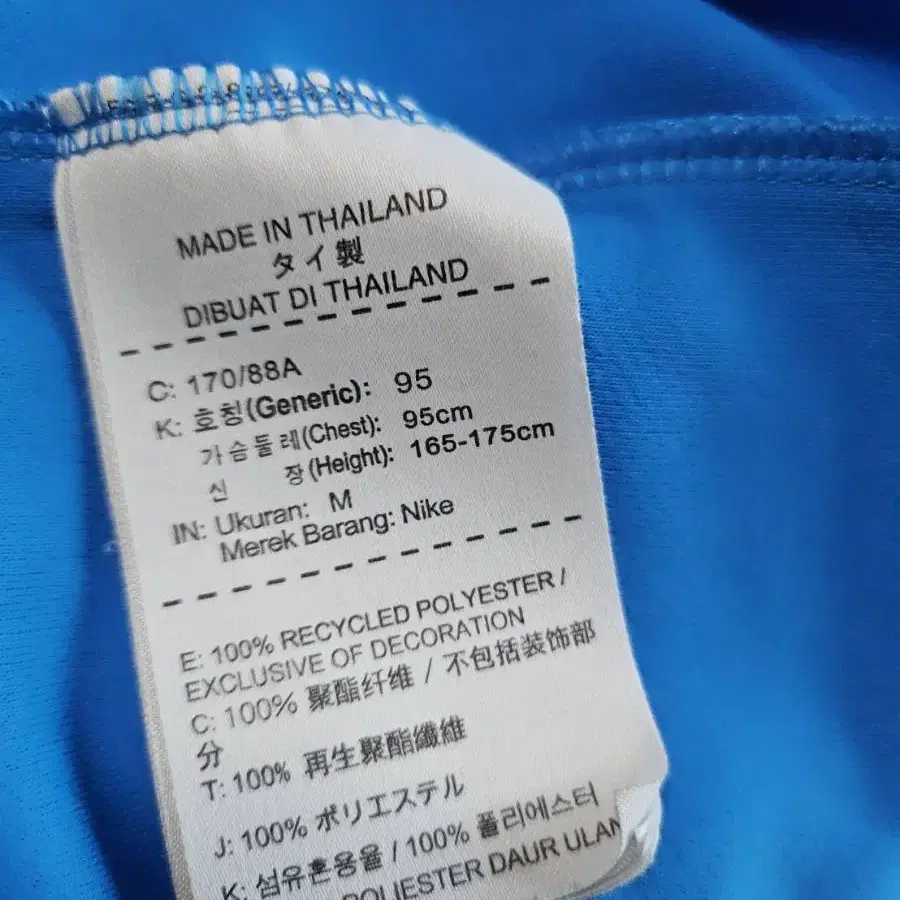 MADE IN THAILAND
タイ製
DIBUAT DI THAILAND
C: 170/88A
K: 호칭(Generic): 95
가슴둘레(Chest): 95cm
신 장(Height): 165-175cm
IN: Ukuran: M
Merek Barang: Nike
E: 100% RECYCLED POLYESTER /
EXCLUSIVE OF DECORATION
C: 100% 聚酯纤维 / 不包括装饰部
分
T: 100% 再生聚酯纖維
J: 100% ポリエステル
K: 섬유혼용율 / 100% 폴리에스터
POLIESTER DAUR ULAN